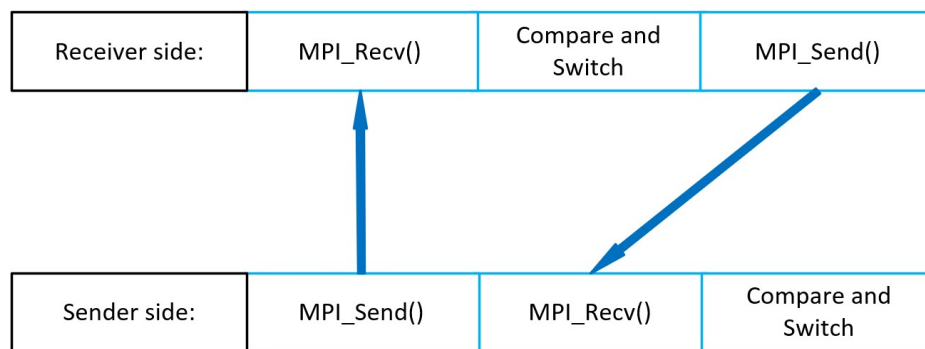 Receiver side:
MPI_Recv()
Compare and
Switch
MPI_Send()
Sender side:
MPI_Send()
MPI_Recv()
Compare and
Switch